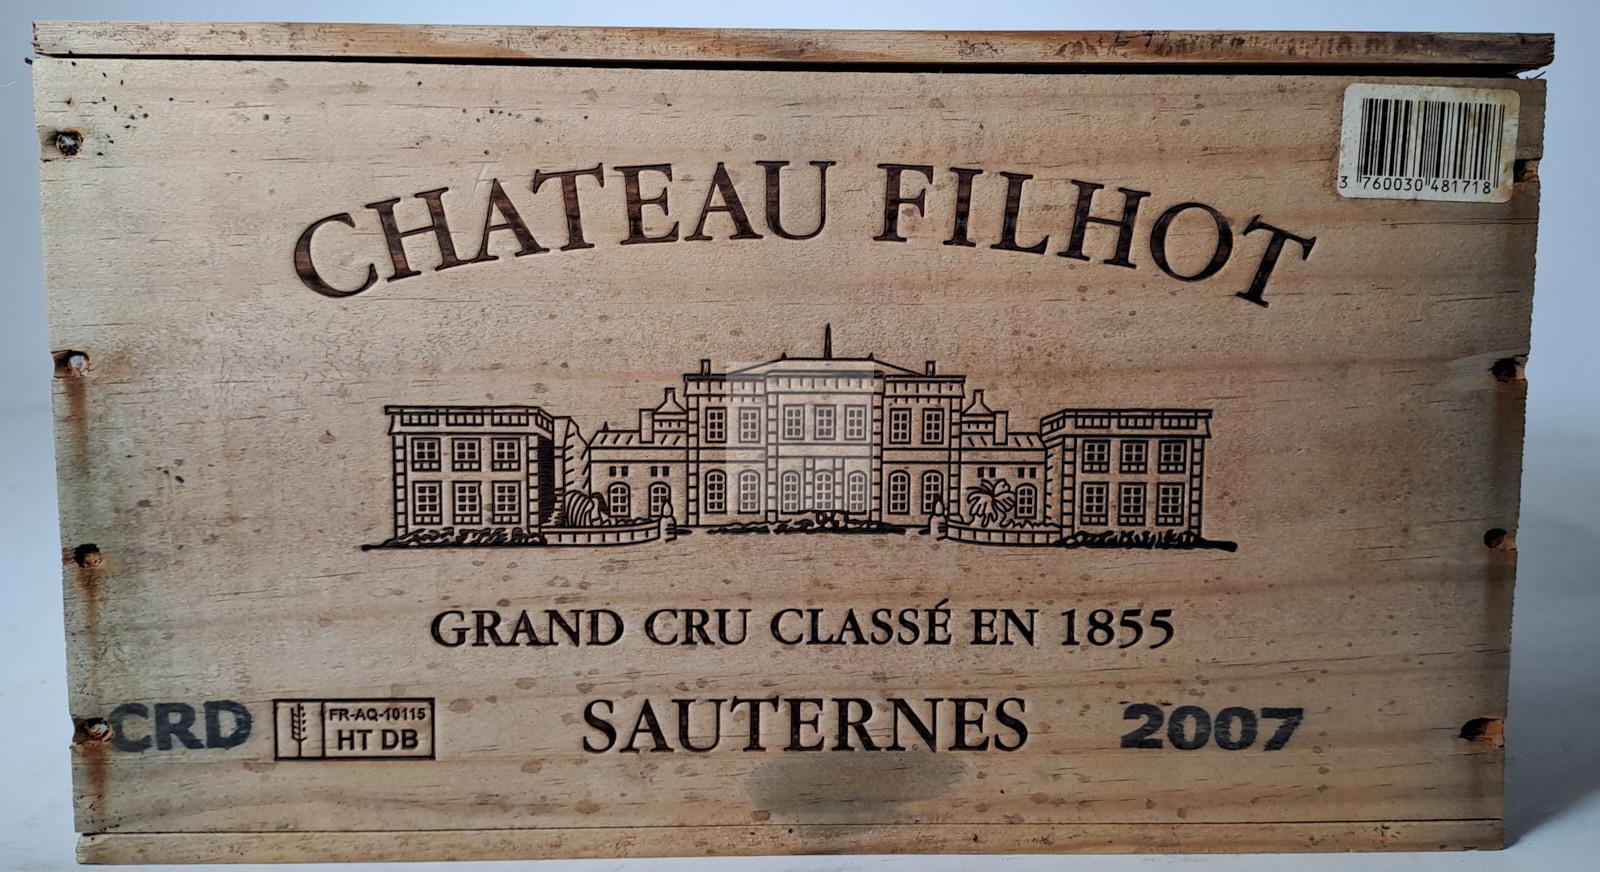 3 760030 481718
CHATEAU FILHOT
GRAND CRU CLASSÉ EN 1855
CRD
FR-AQ-10115
HT DB
SAUTERNES
2007